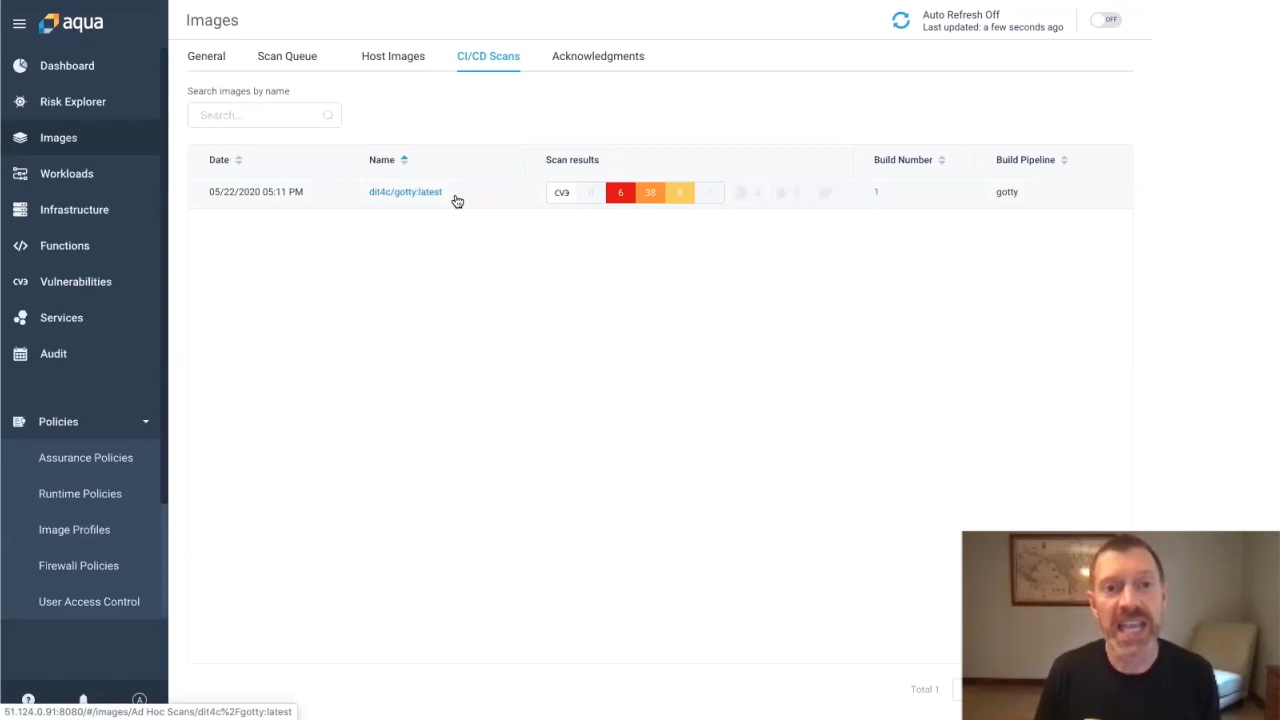 aqua
Images
Auto Refresh Off
Last updated: a few seconds ago
OFF
Dashboard
Risk Explorer
Images
Workloads
Infrastructure
Functions
CVE Vulnerabilities
Services
Audit
Policies
Assurance Policies
Runtime Policies
Image Profiles
Firewall Policies
User Access Control
General Scan Queue Host Images CI/CD Scans Acknowledgments
Search images by name
Search...
Date Name Scan results Build Number Build Pipeline
05/22/2020 05:11 PM dit4c/gotty:latest CVE 0 6 38 8 1 gotty
Total 1
? A
51.124.0.91:8080/#/images/Ad Hoc Scans/dit4c%2Fgotty:latest